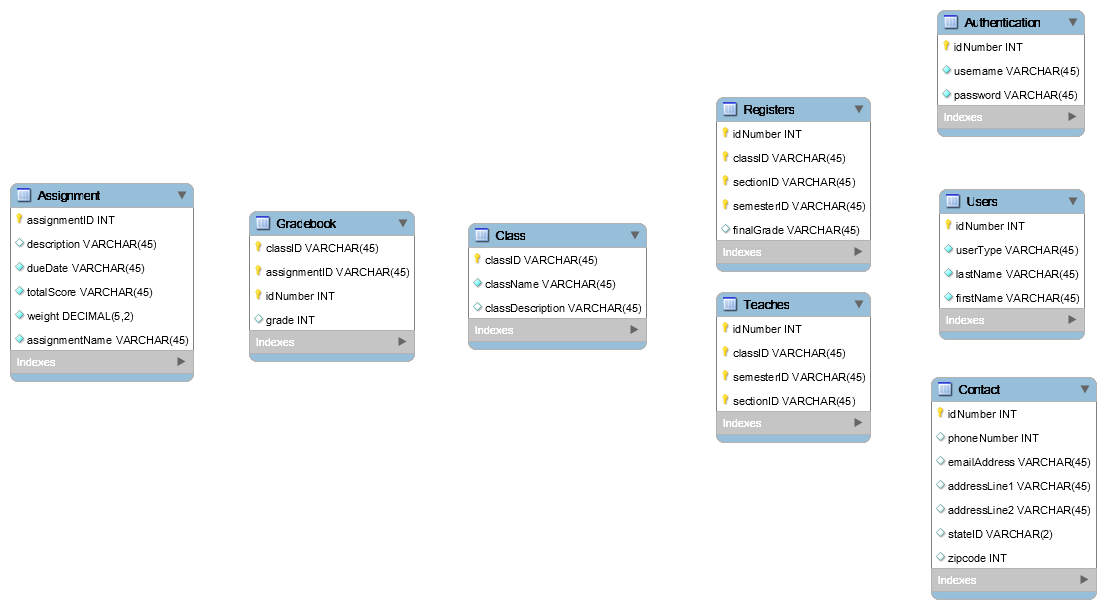 Assignment
assignmentID INT
description VARCHAR(45)
dueDate VARCHAR(45)
totalScore VARCHAR(45)
weight DECIMAL(5,2)
assignmentName VARCHAR(45)
Indexes
Gradebook
classID VARCHAR(45)
assignmentID VARCHAR(45)
idNumber INT
grade INT
Indexes
Class
classID VARCHAR(45)
className VARCHAR(45)
classDescription VARCHAR(45)
Indexes
Registers
idNumber INT
classID VARCHAR(45)
sectionID VARCHAR(45)
semesterID VARCHAR(45)
finalGrade VARCHAR(45)
Indexes
Teaches
idNumber INT
classID VARCHAR(45)
semesterID VARCHAR(45)
sectionID VARCHAR(45)
Indexes
Authentication
idNumber INT
username VARCHAR(45)
password VARCHAR(45)
Indexes
Users
idNumber INT
userType VARCHAR(45)
lastName VARCHAR(45)
firstName VARCHAR(45)
Indexes
Contact
idNumber INT
phoneNumber INT
emailAddress VARCHAR(45)
addressLine1 VARCHAR(45)
addressLine2 VARCHAR(45)
stateID VARCHAR(2)
zipcode INT
Indexes